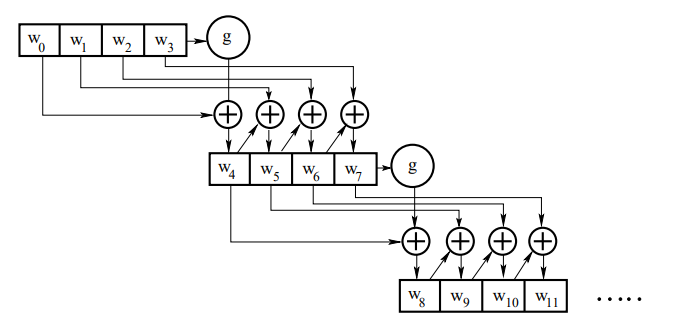 w0 w1 w2 w3 g
+ + + +
w4 w5 w6 w7 g
+ + + +
w8 w9 w10 w11 .....